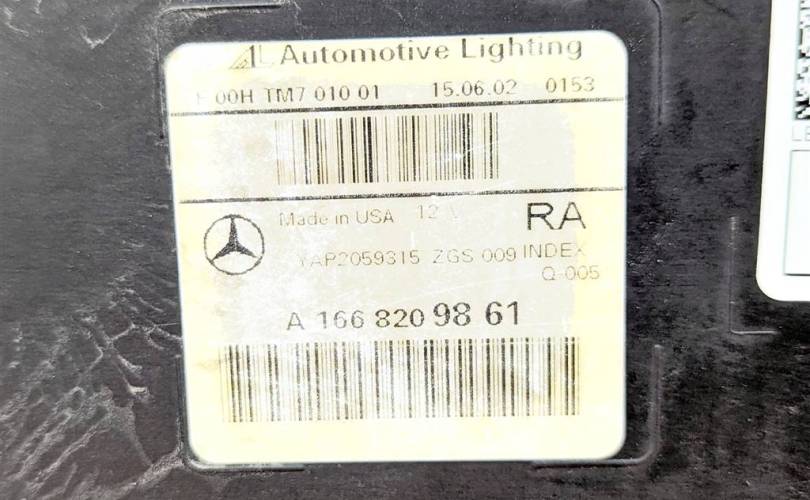 AL Automotive Lighting
F 00H TM7 010 01 15.06.02 0153
Made in USA 12 V RA
YAP2059315 ZGS 009 INDEX
Q-005
A 166 820 98 61